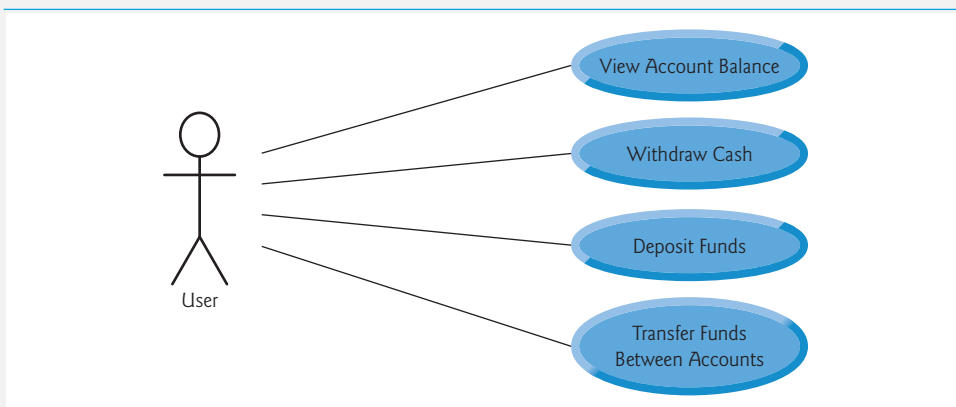 View Account Balance
Withdraw Cash
Deposit Funds
User
Transfer Funds
Between Accounts